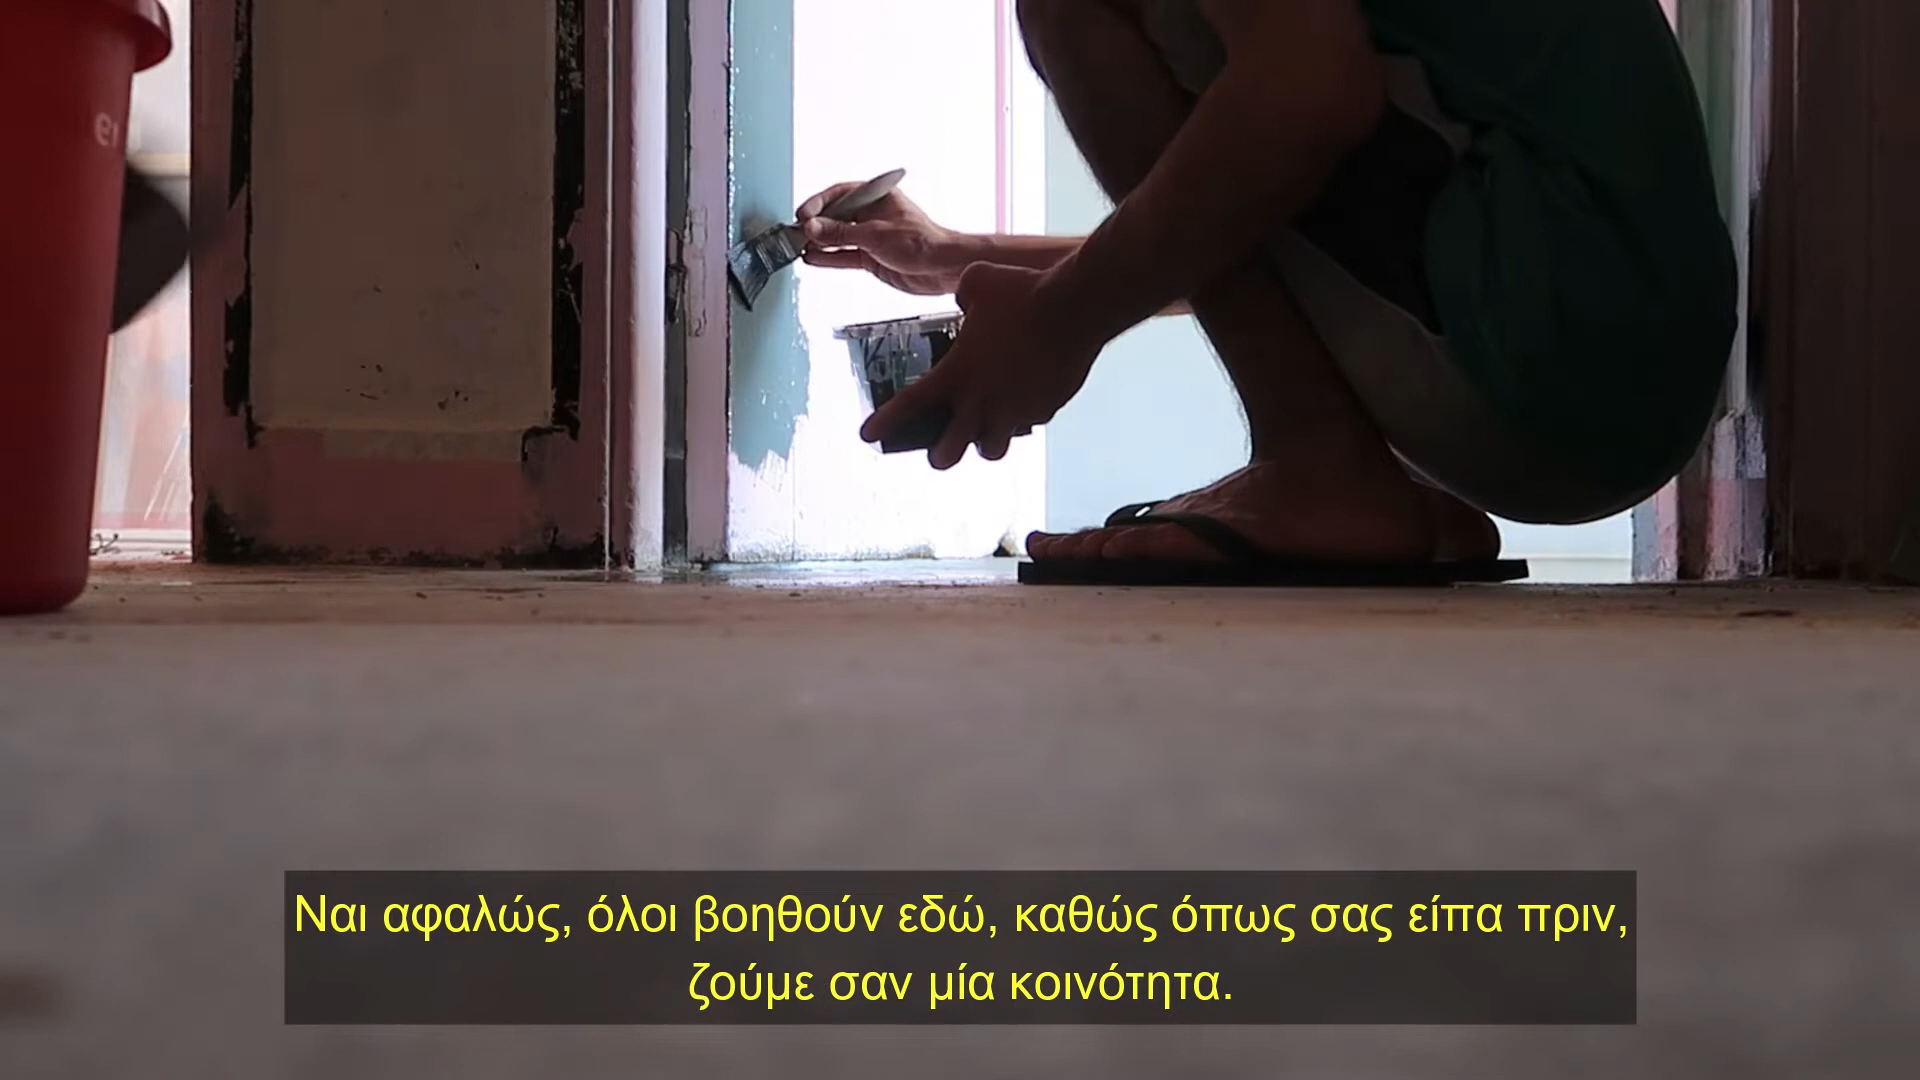 Ναι αφαλώς, όλοι βοηθούν εδώ, καθώς όπως σας είπα πριν,
ζούμε σαν μία κοινότητα.